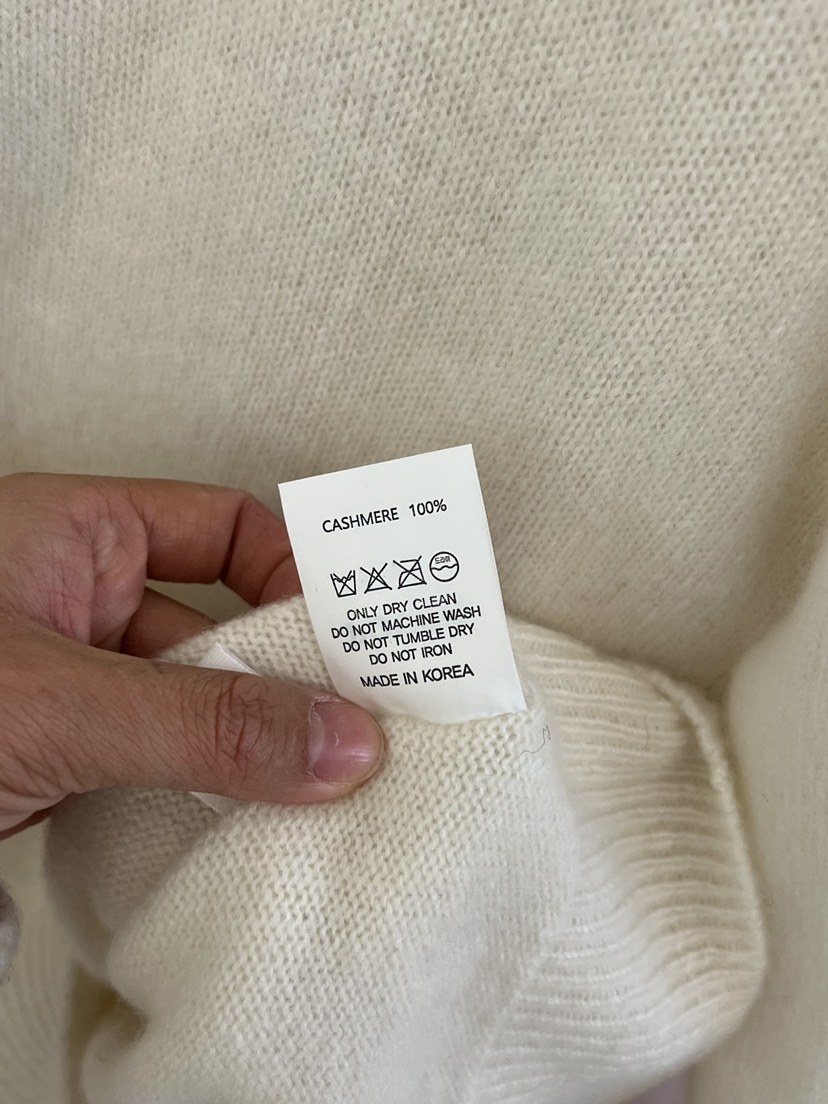 CASHMERE 100%
ONLY DRY CLEAN
DO NOT MACHINE WASH
DO NOT TUMBLE DRY
DO NOT IRON
MADE IN KOREA